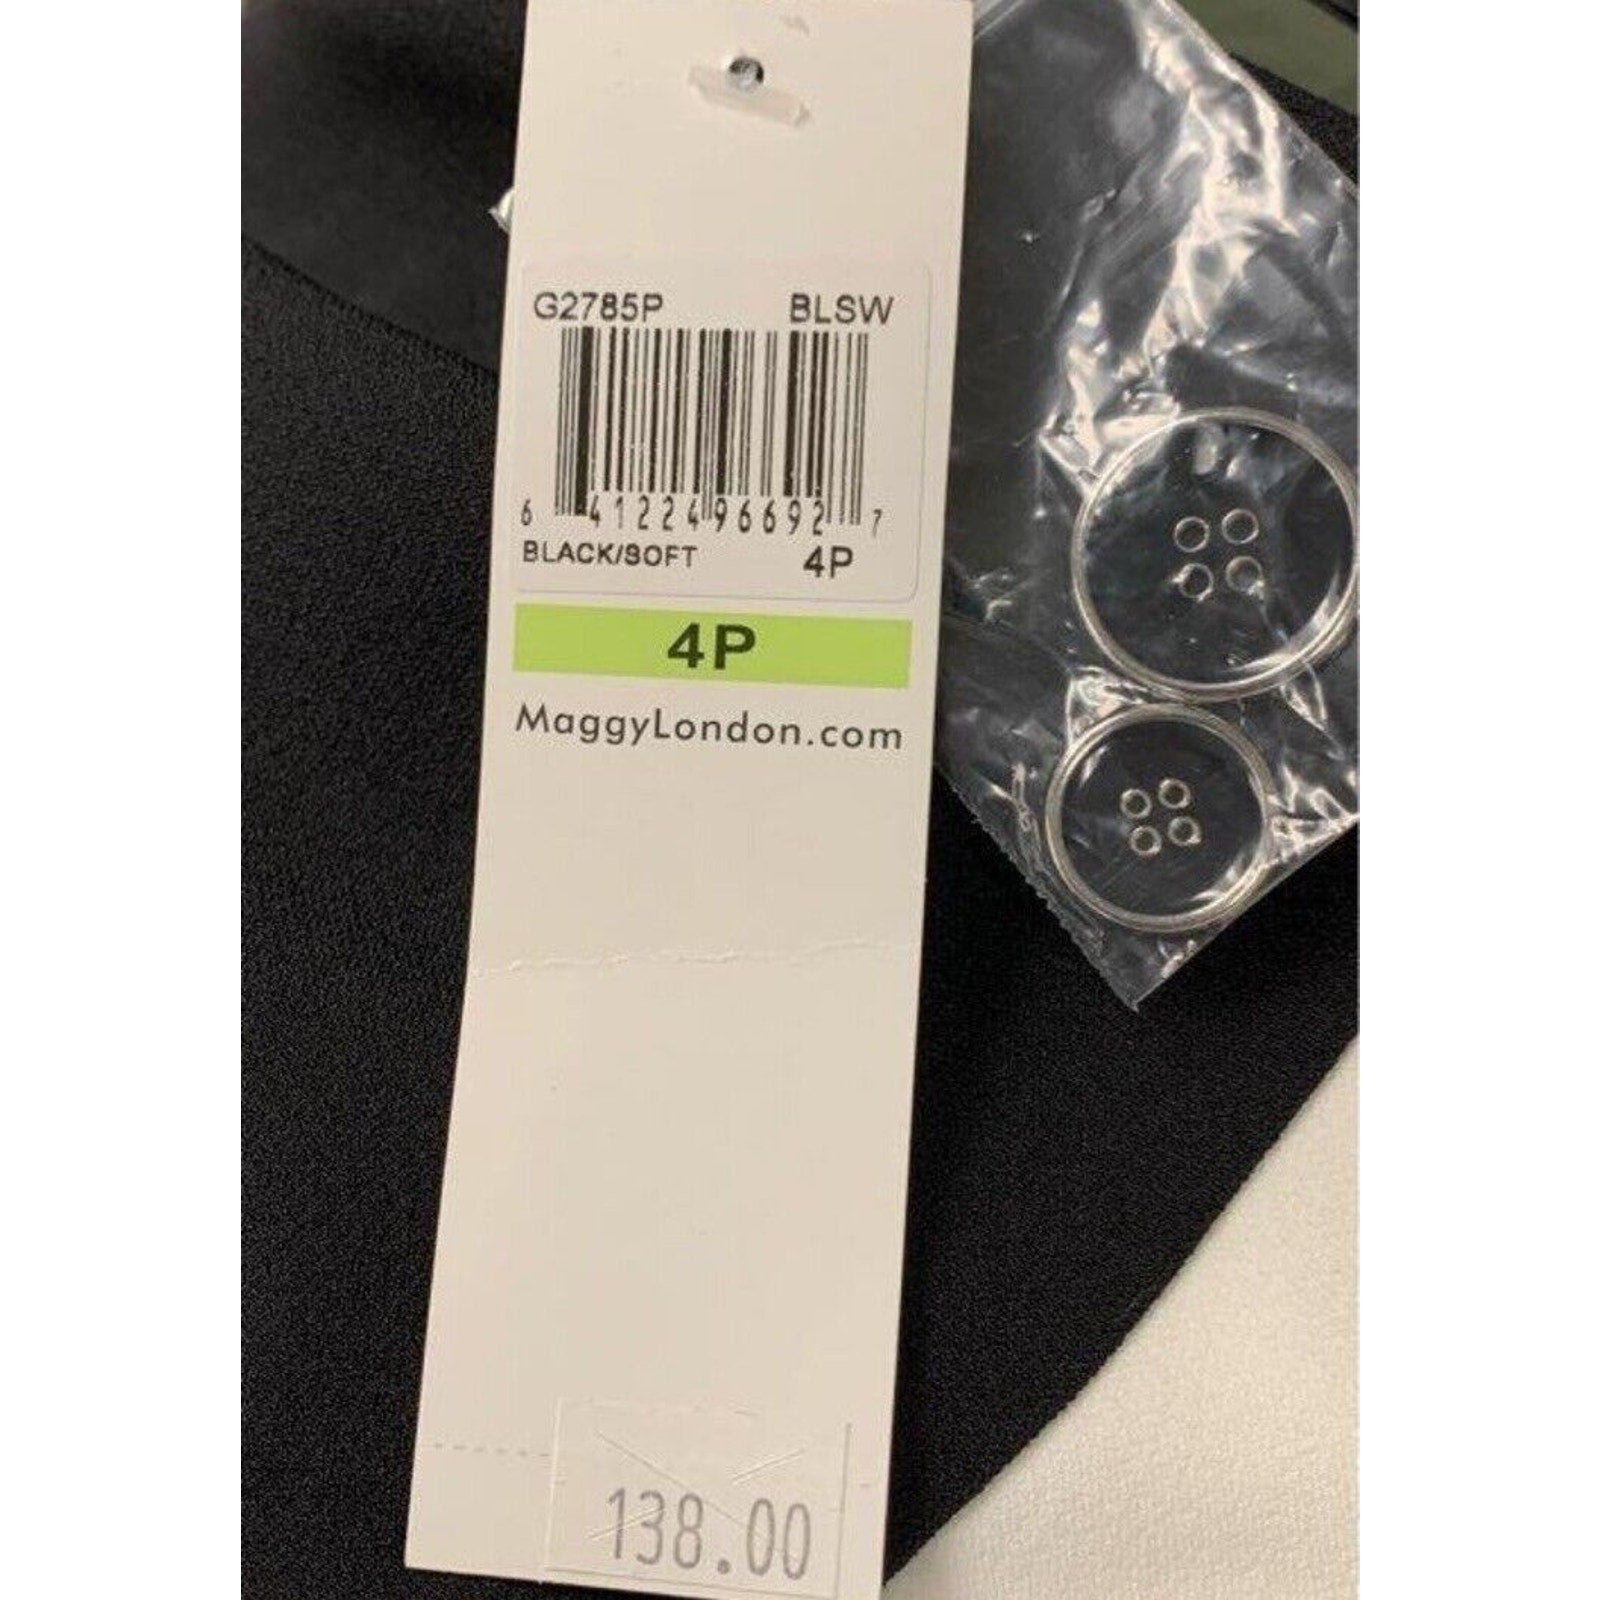 G2785P BLSW
6 41224 96692 7
BLACK/SOFT 4P
4P
MaggyLondon.com
138.00